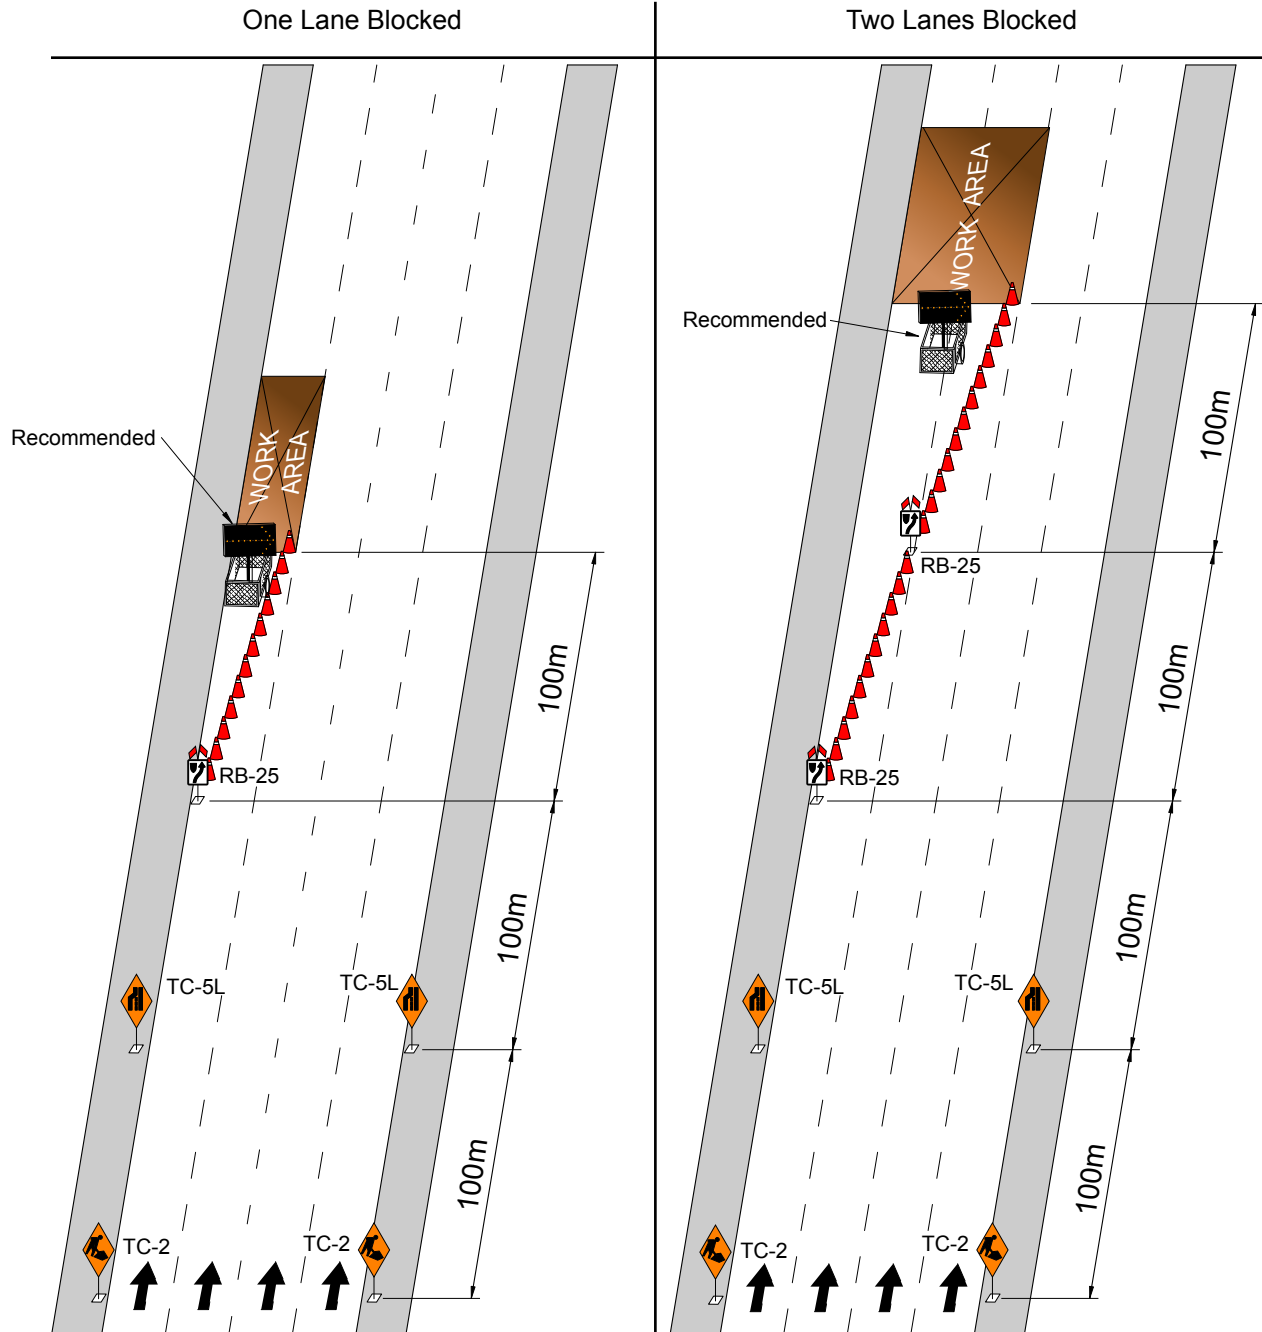 One Lane Blocked
Recommended
WORK
AREA
RB-25
100m
100m
100m
TC-5L
TC-5L
TC-2
TC-2
Two Lanes Blocked
WORK AREA
Recommended
RB-25
RB-25
100m
100m
100m
100m
TC-5L
TC-5L
TC-2
TC-2